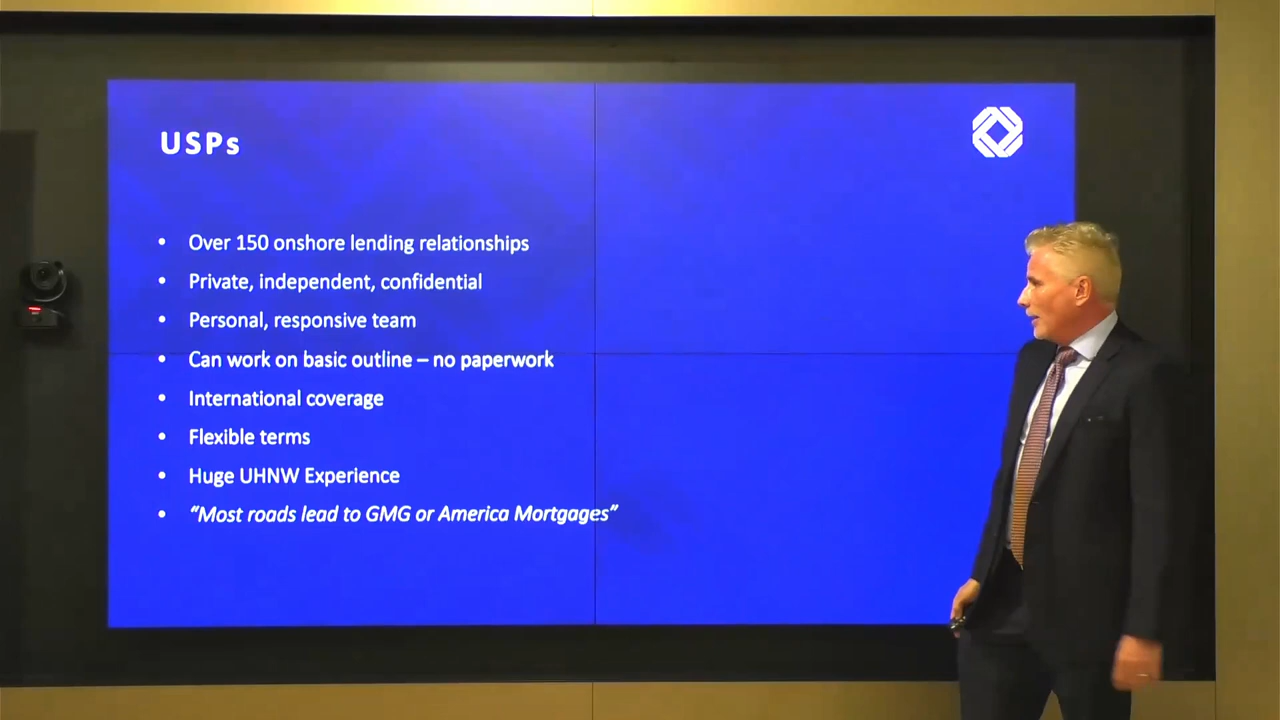 USPs
• Over 150 onshore lending relationships
• Private, independent, confidential
• Personal, responsive team
• Can work on basic outline – no paperwork
• International coverage
• Flexible terms
• Huge UHNW Experience
• “Most roads lead to GMG or America Mortgages”